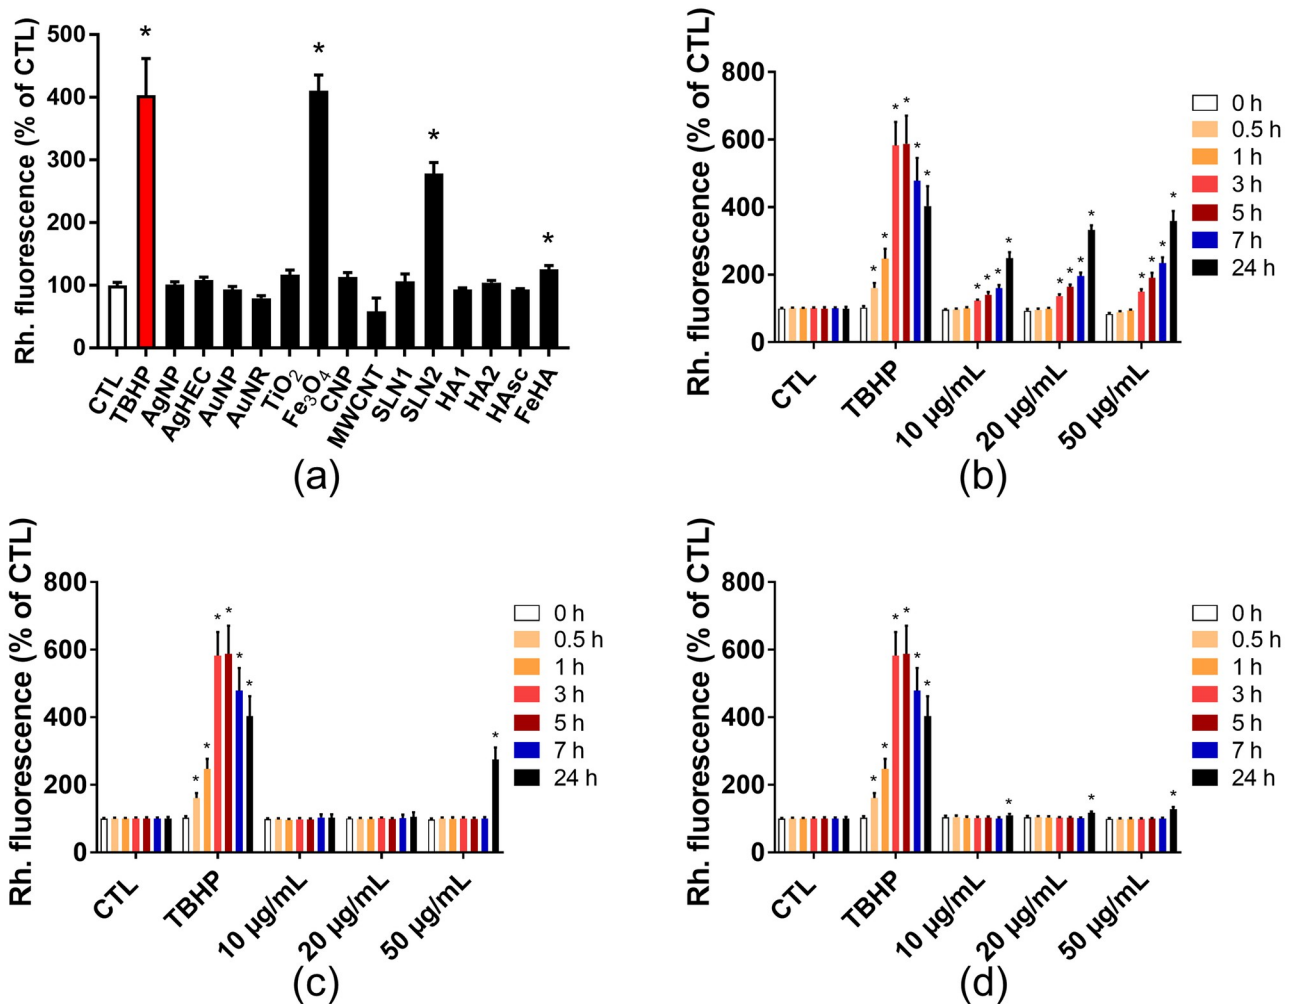 Rh. fluorescence (% of CTL)
500
400
300
200
100
0
*
*
*
*
CTL
TBHP
AgNP
AgHEC
AuNP
AuNR
TiO2
Fe3O4
CNP
MWCNT
SLN1
SLN2
HA1
HA2
HAsc
FeHA
(a)
Rh. fluorescence (% of CTL)
800
600
400
200
0
* * * * * *
* * * *
* * * *
* * * *
CTL
TBHP
10 µg/mL
20 µg/mL
50 µg/mL
0 h
0.5 h
1 h
3 h
5 h
7 h
24 h
(b)
Rh. fluorescence (% of CTL)
800
600
400
200
0
* * * * * *
*
CTL
TBHP
10 µg/mL
20 µg/mL
50 µg/mL
0 h
0.5 h
1 h
3 h
5 h
7 h
24 h
(c)
Rh. fluorescence (% of CTL)
800
600
400
200
0
* * * * * *
*
*
*
CTL
TBHP
10 µg/mL
20 µg/mL
50 µg/mL
0 h
0.5 h
1 h
3 h
5 h
7 h
24 h
(d)